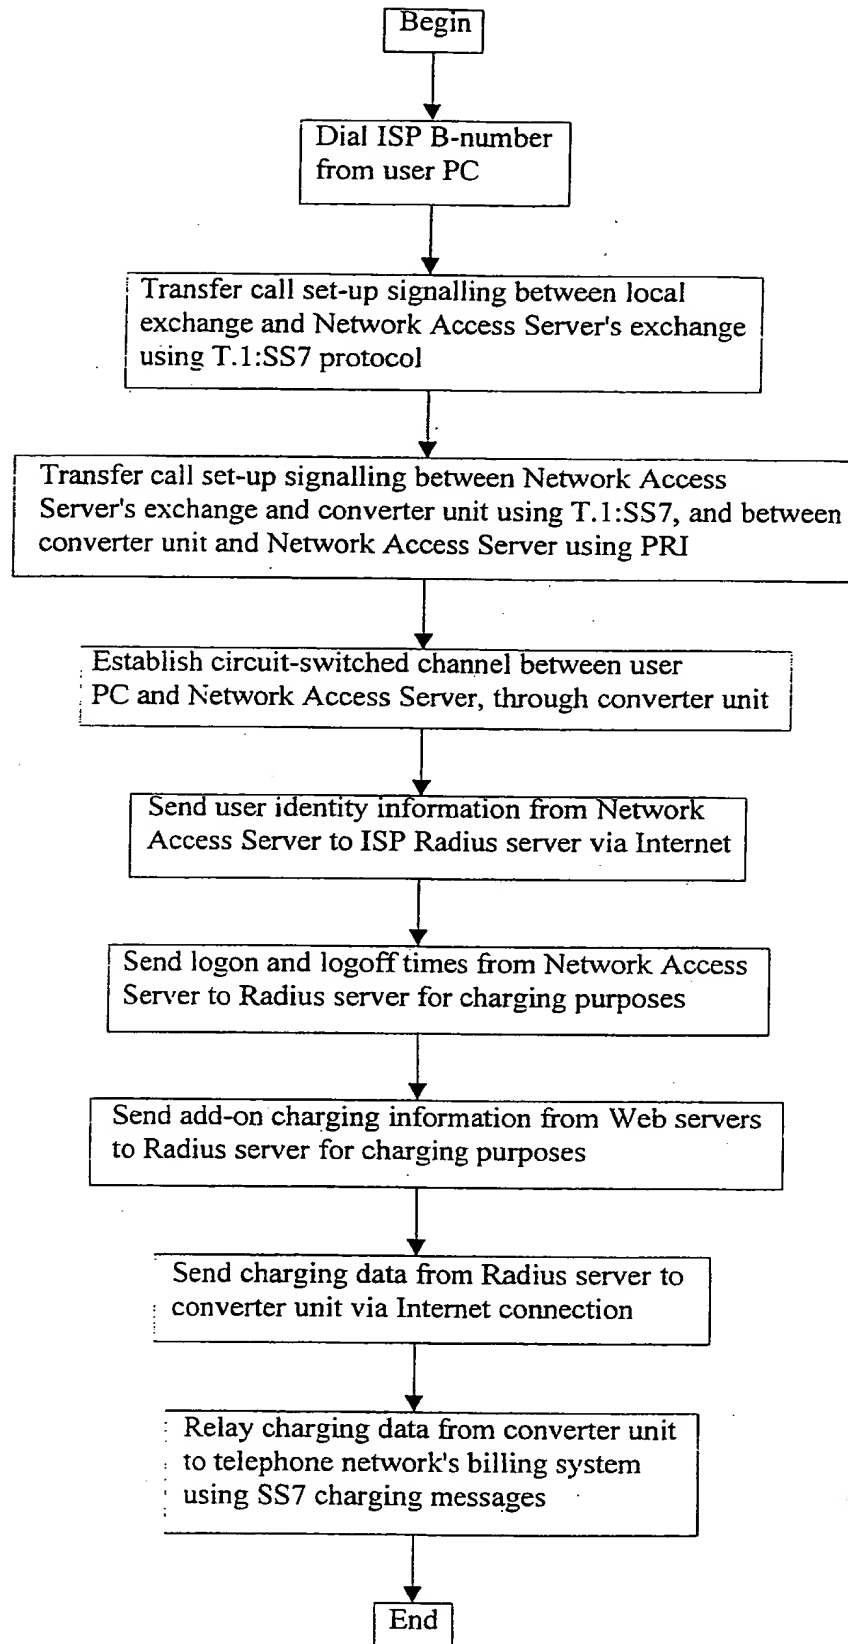 Begin
Dial ISP B-number
from user PC
Transfer call set-up signalling between local
exchange and Network Access Server's exchange
using T.1:SS7 protocol
Transfer call set-up signalling between Network Access
Server's exchange and converter unit using T.1:SS7, and between
converter unit and Network Access Server using PRI
Establish circuit-switched channel between user
PC and Network Access Server, through converter unit
Send user identity information from Network
Access Server to ISP Radius server via Internet
Send logon and logoff times from Network Access
Server to Radius server for charging purposes
Send add-on charging information from Web servers
to Radius server for charging purposes
Send charging data from Radius server to
converter unit via Internet connection
Relay charging data from converter unit
to telephone network's billing system
using SS7 charging messages
End